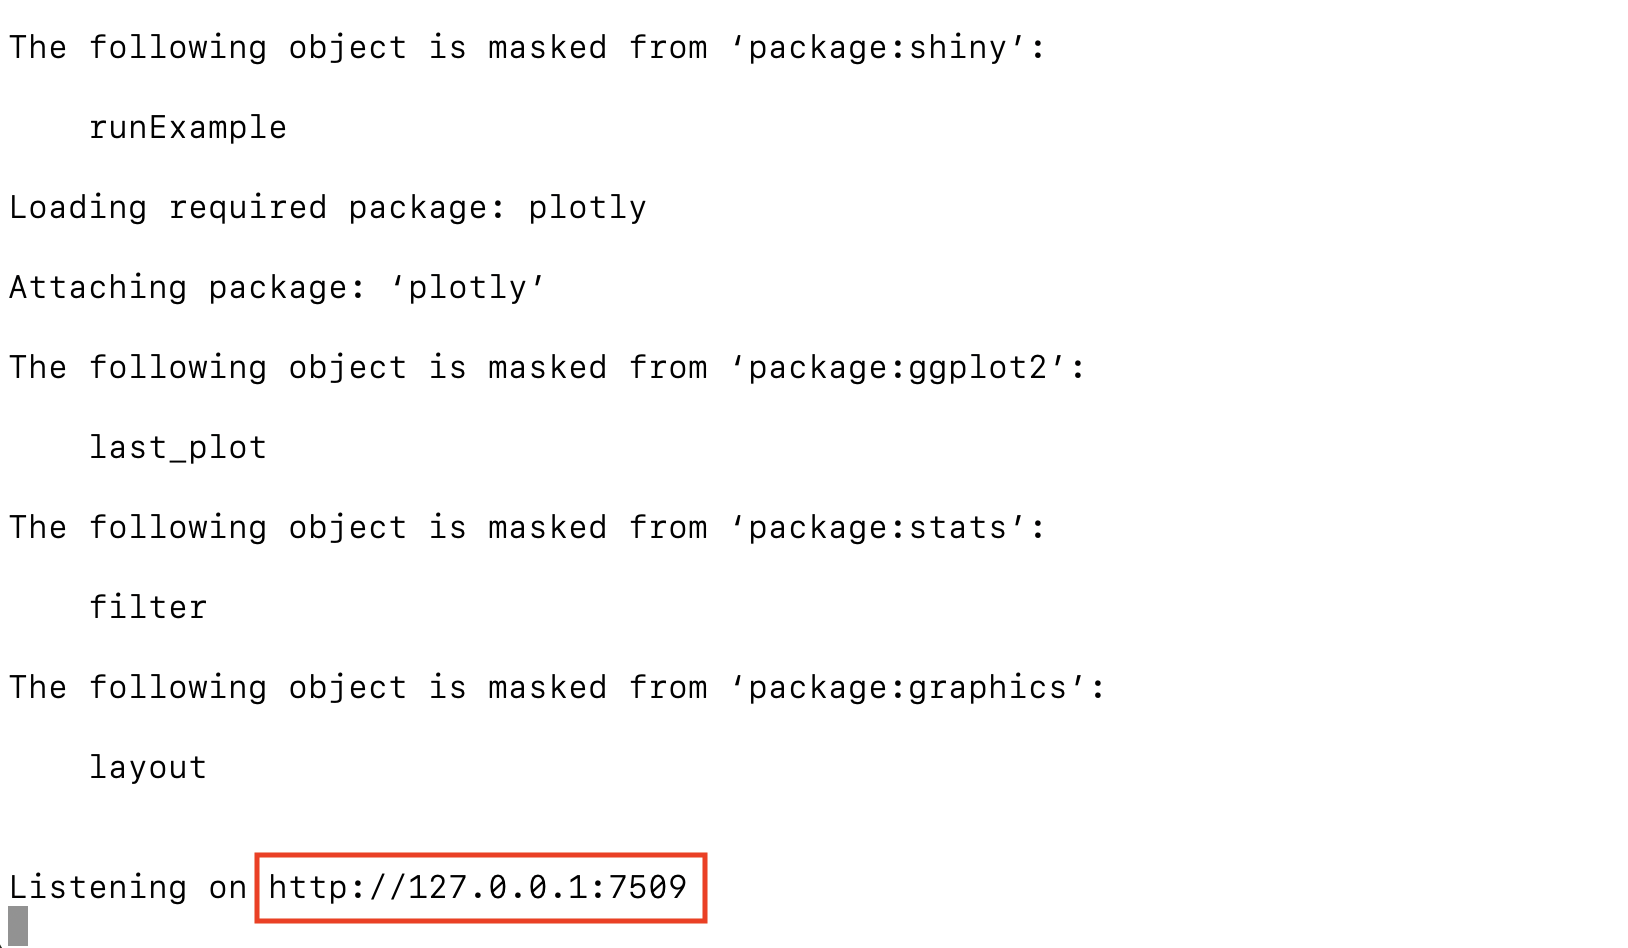 The following object is masked from ‘package:shiny’:
runExample
Loading required package: plotly
Attaching package: ‘plotly’
The following object is masked from ‘package:ggplot2’:
last_plot
The following object is masked from ‘package:stats’:
filter
The following object is masked from ‘package:graphics’:
layout
Listening on http://127.0.0.1:7509